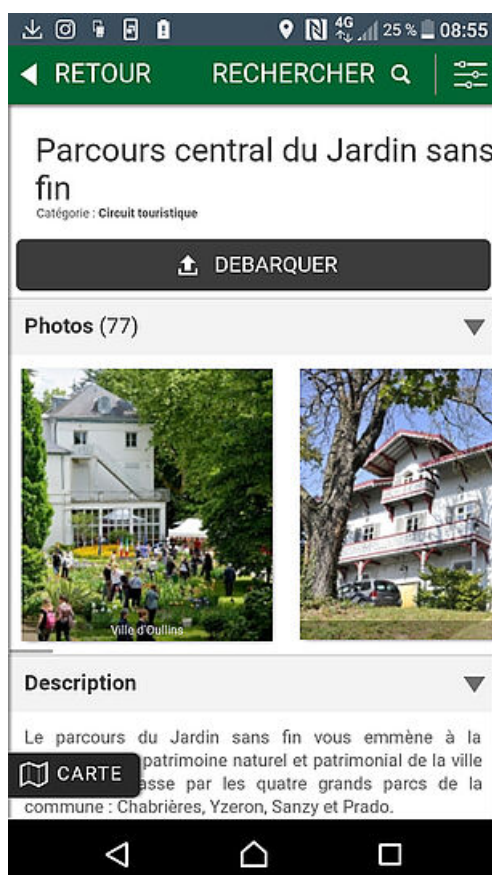 4G 25 % 08:55
RETOUR RECHERCHER
Parcours central du Jardin sans
fin
Catégorie : Circuit touristique
DEBARQUER
Photos (77)
Ville d'Oullins
Description
Le parcours du Jardin sans fin vous emmène à la
patrimoine naturel et patrimonial de la ville
CARTE
asse par les quatre grands parcs de la
commune : Chabrières, Yzeron, Sanzy et Prado.